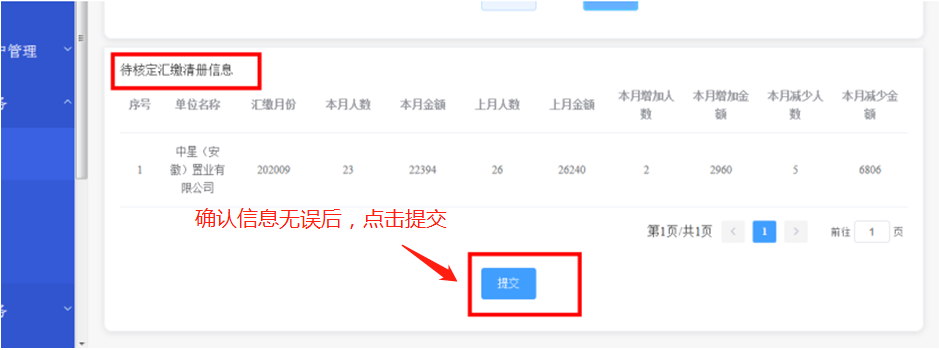 户管理
务
待核定汇缴清册信息
序号 单位名称 汇缴月份 本月人数 本月金额 上月人数 上月金额 本月增加人数 本月增加金额 本月减少人数 本月减少金额
1 中星（安徽）置业有限公司 202009 23 22394 26 26240 2 2960 5 6806
确认信息无误后，点击提交
第1页/共1页 < 1 > 前往 1 页
提交
务